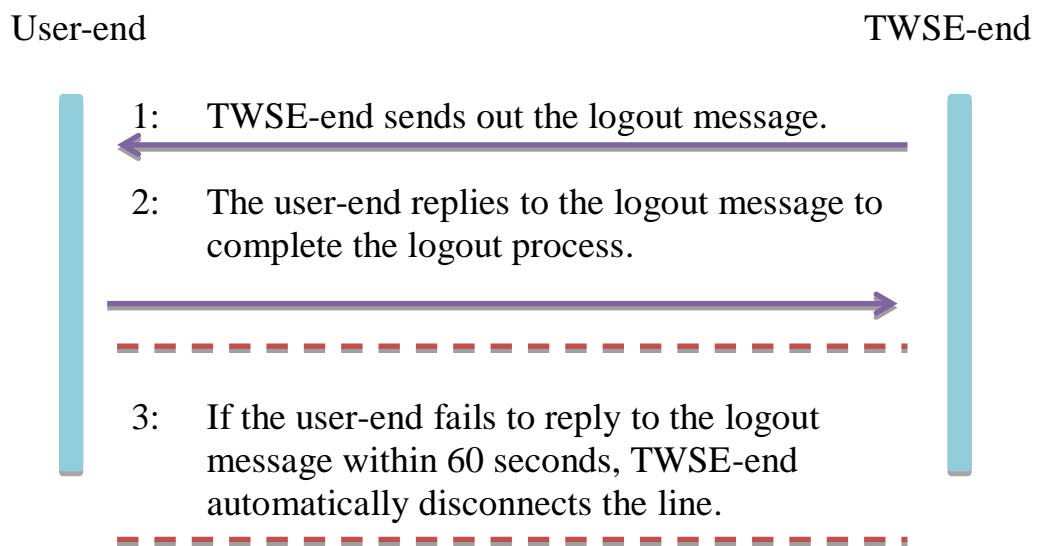 User-end TWSE-end
1: TWSE-end sends out the logout message.
2: The user-end replies to the logout message to
complete the logout process.
3: If the user-end fails to reply to the logout
message within 60 seconds, TWSE-end
automatically disconnects the line.